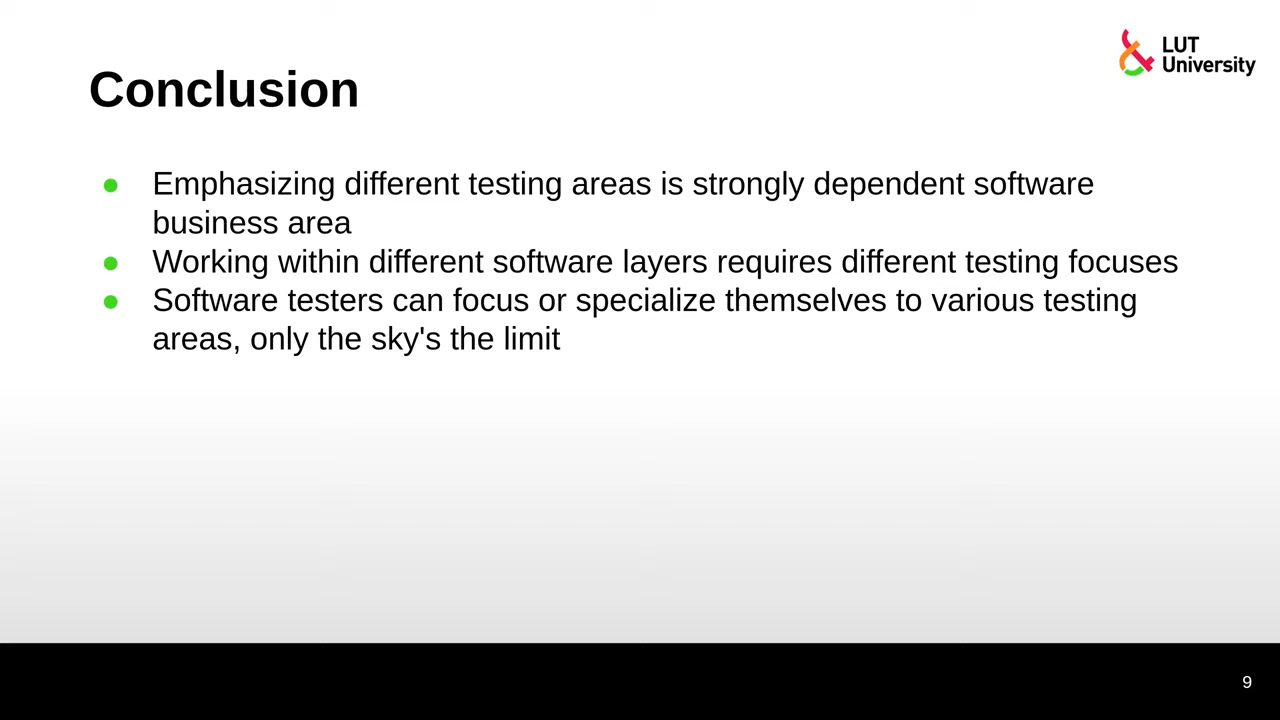 LUT
University
Conclusion
● Emphasizing different testing areas is strongly dependent software
business area
● Working within different software layers requires different testing focuses
● Software testers can focus or specialize themselves to various testing
areas, only the sky's the limit
9